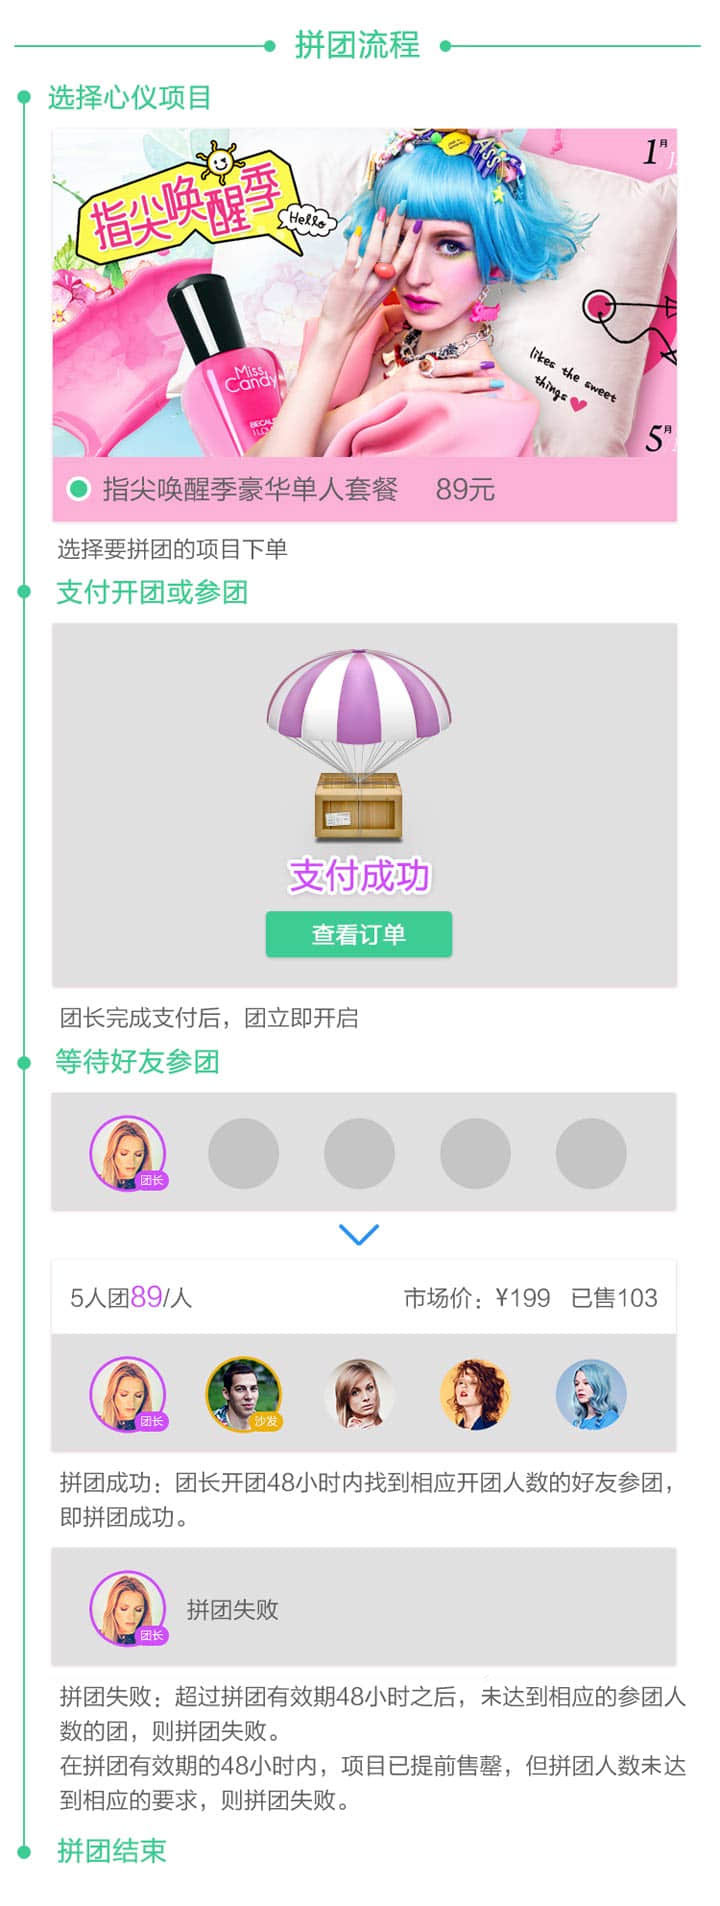 拼团流程
选择心仪项目
指尖唤醒季
Hello
1月
Miss
Candy
likes the sweet
things
5月
指尖唤醒季豪华单人套餐 89元
选择要拼团的项目下单
支付开团或参团
支付成功
查看订单
团长完成支付后，团立即开启
等待好友参团
团长
5人团89/人 市场价：¥199 已售103
团长 沙发
拼团成功：团长开团48小时内找到相应开团人数的好友参团，
即拼团成功。
团长 拼团失败
拼团失败：超过拼团有效期48小时之后，未达到相应的参团人
数的团，则拼团失败。
在拼团有效期的48小时内，项目已提前售罄，但拼团人数未达
到相应的要求，则拼团失败。
拼团结束